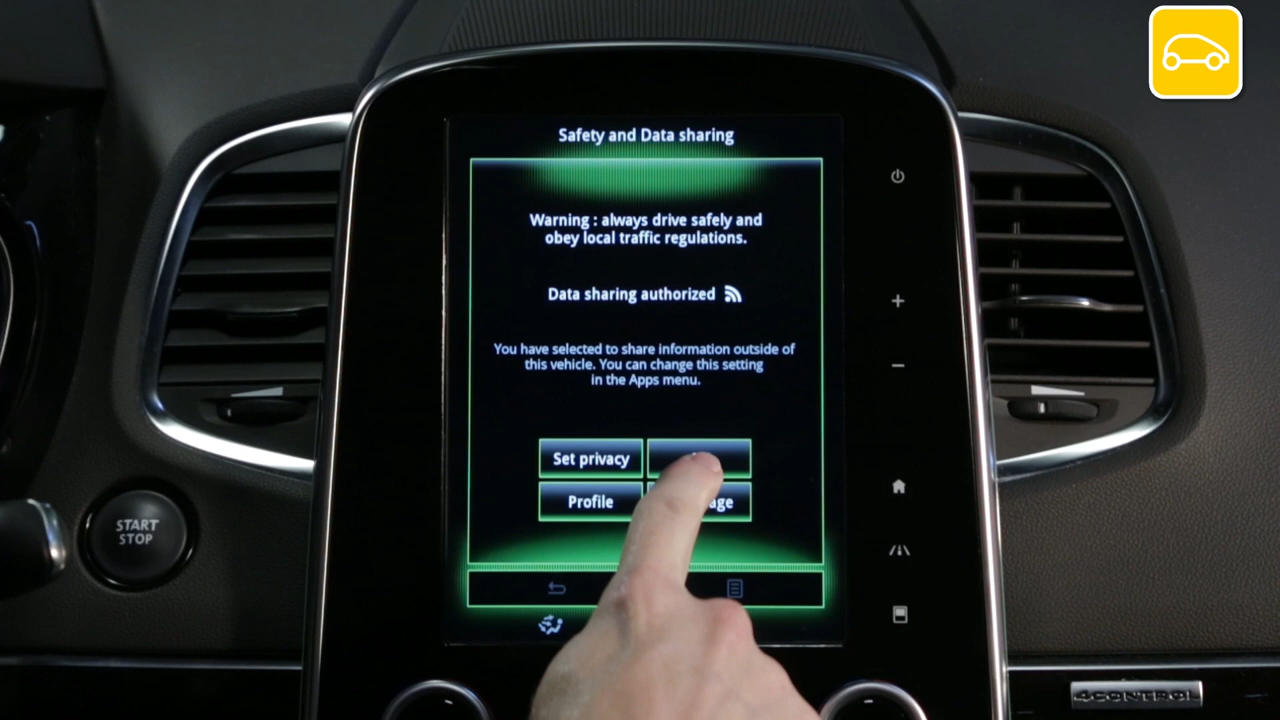 Safety and Data sharing
Warning : always drive safely and
obey local traffic regulations.
Data sharing authorized
You have selected to share information outside of
this vehicle. You can change this setting
in the Apps menu.
Set privacy
Profile
START
STOP
4CONTROL